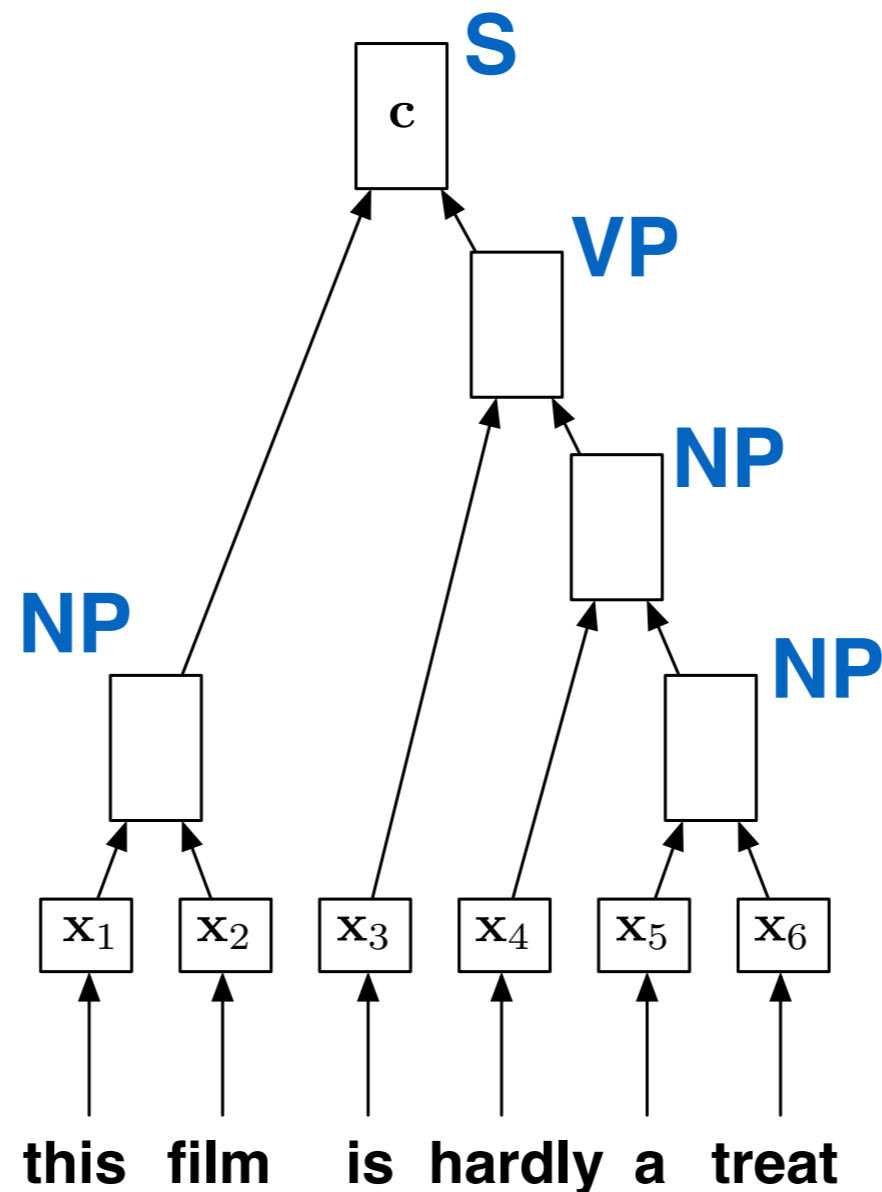 S
c
VP
NP
NP
NP
x₁ x₂ x₃ x₄ x₅ x₆
this film is hardly a treat